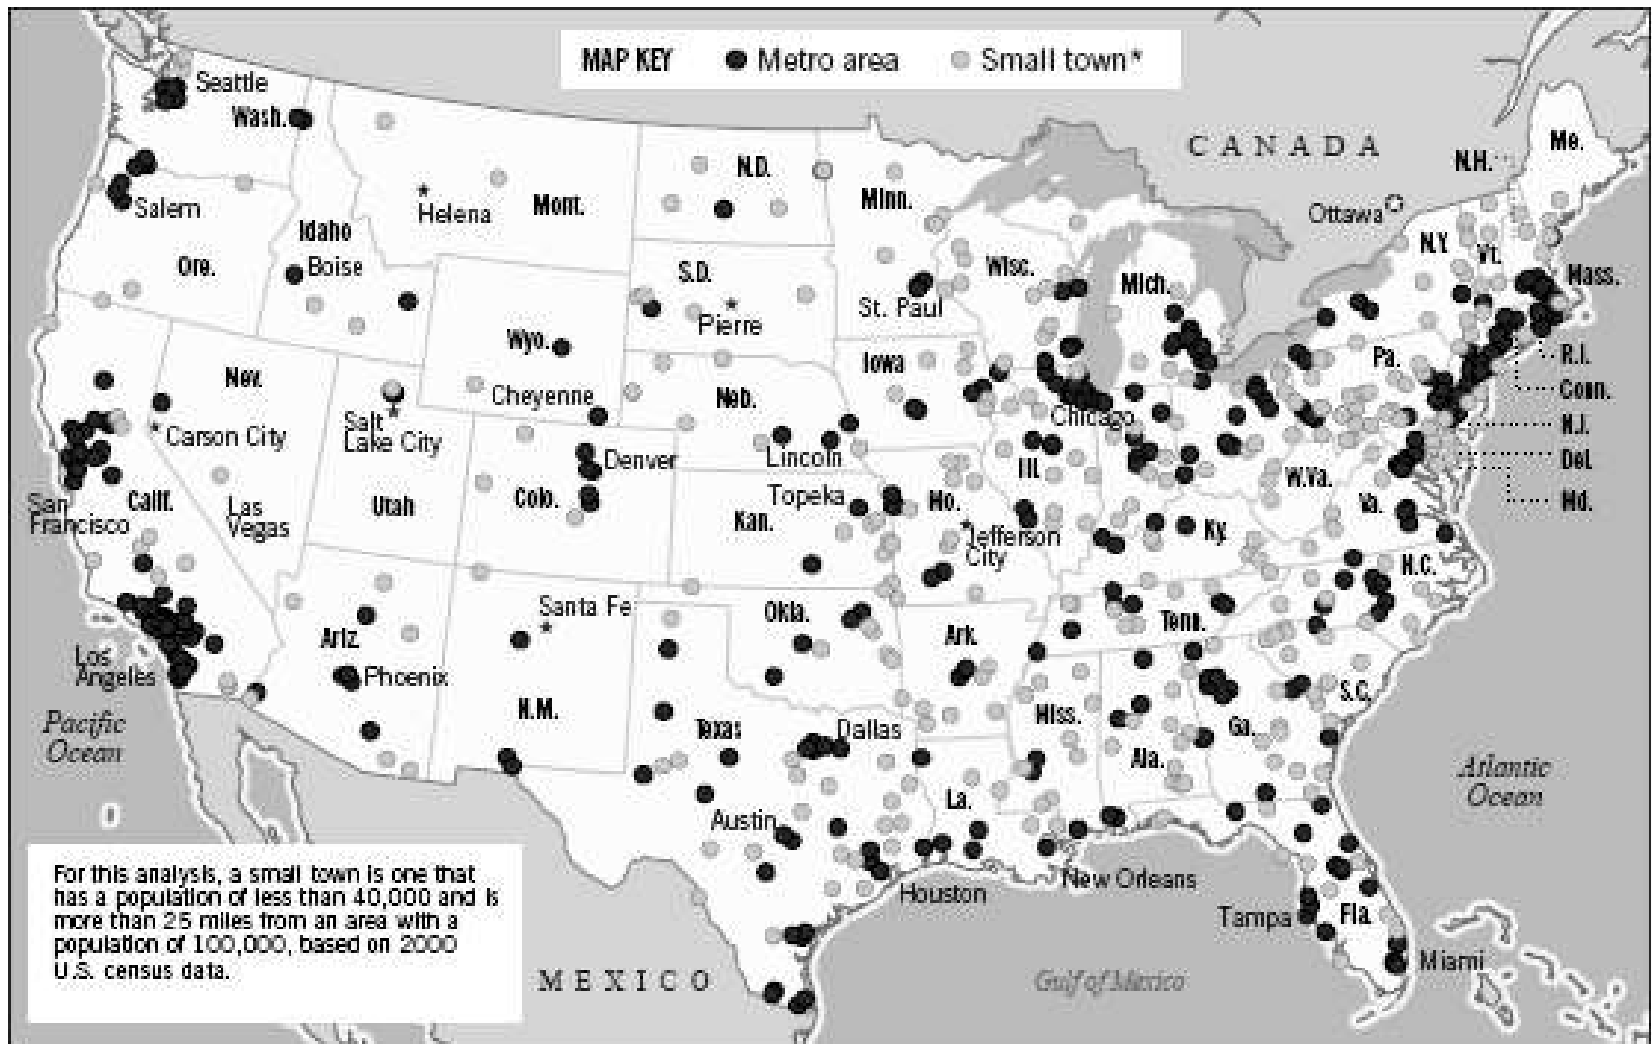 MAP KEY
Metro area
Small town*
CANADA
Seattle
Wash.
Salem
Ore.
Idaho
Boise
Helena
Mont.
N.D.
Minn.
St. Paul
S.D.
Pierre
Wyo.
Cheyenne
Wisc.
Mich.
Iowa
Neb.
Lincoln
Chicago
Ottawa
N.H.
Me.
N.Y.
Vt.
Mass.
R.I.
Conn.
N.J.
Del.
Md.
Pa.
Nev.
Carson City
Salt
Lake City
Utah
Colo.
Denver
Topeka
Kan.
Mo.
Jefferson
City
Ill.
W.Va.
Va.
Ky.
N.C.
San
Francisco
Calif.
Las
Vegas
Los
Angeles
Ariz.
Phoenix
Santa Fe
N.M.
Okla.
Ark.
Tenn.
S.C.
Texas
Dallas
Miss.
Ala.
Ga.
La.
Austin
Houston
New Orleans
Tampa
Fla.
Miami
Pacific
Ocean
Atlantic
Ocean
MEXICO
Gulf of Mexico
For this analysis, a small town is one that
has a population of less than 40,000 and is
more than 25 miles from an area with a
population of 100,000, based on 2000
U.S. census data.